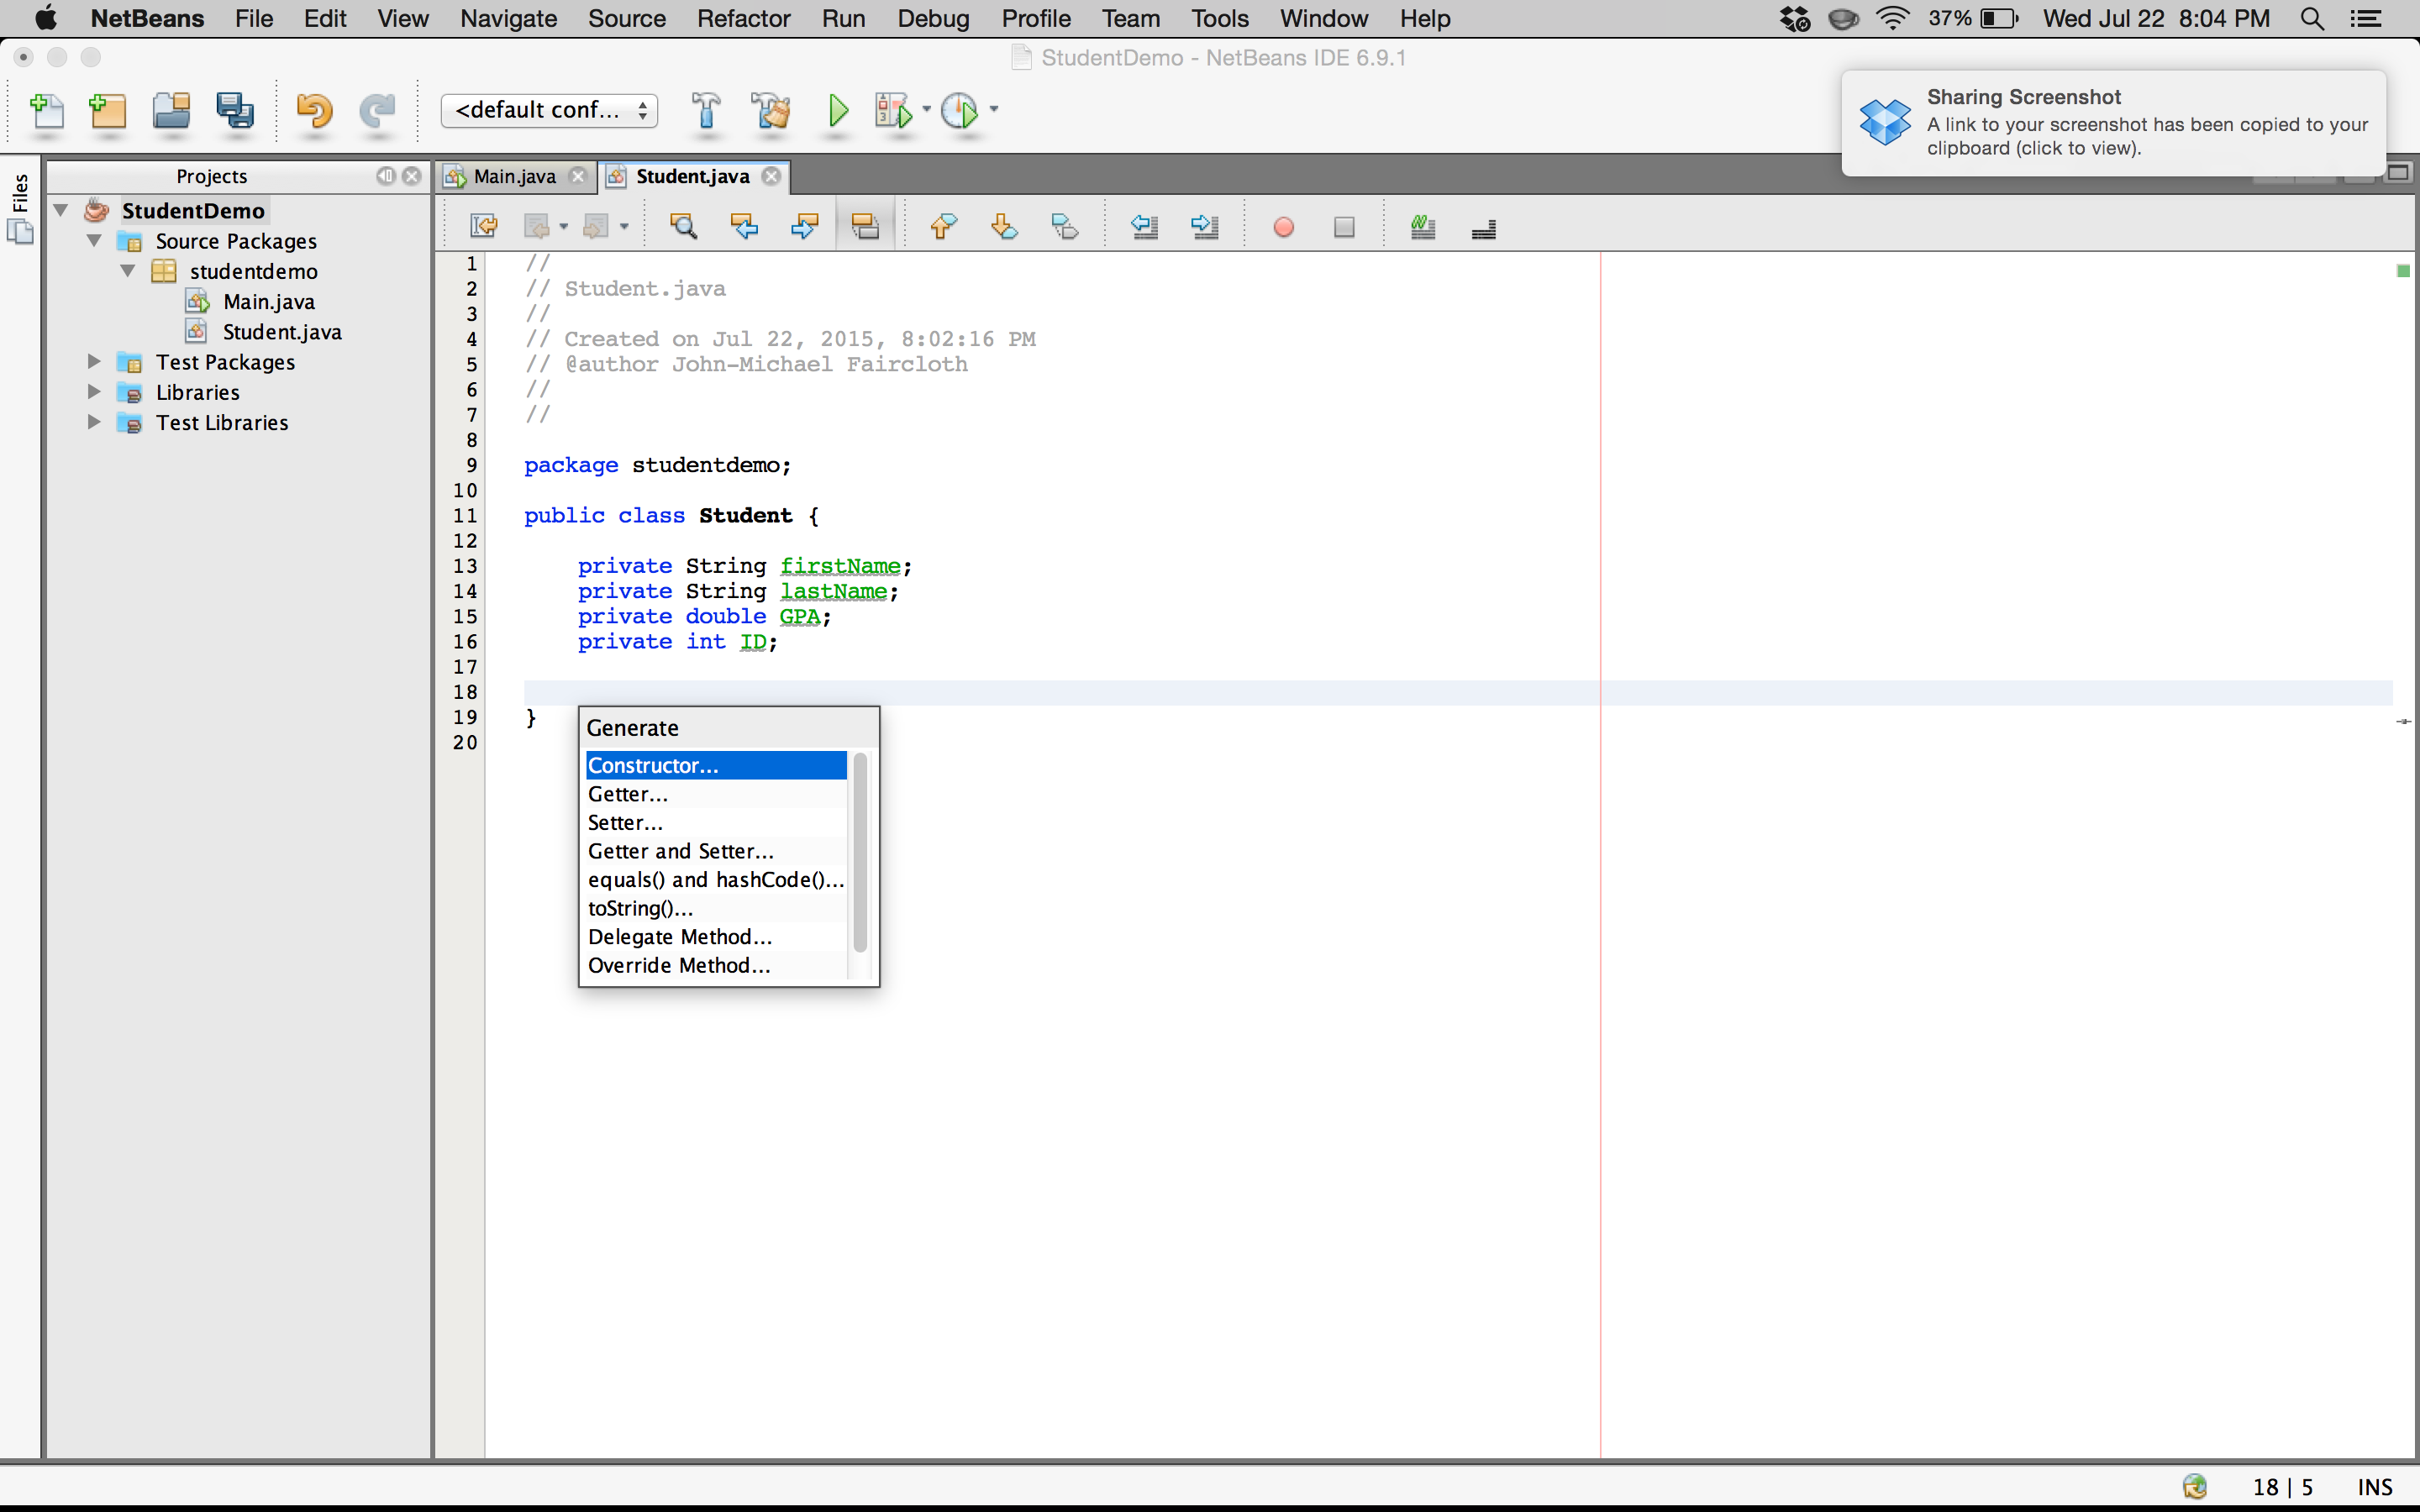 NetBeans File Edit View Navigate Source Refactor Run Debug Profile Team Tools Window Help 37% Wed Jul 22 8:04 PM
StudentDemo - NetBeans IDE 6.9.1
<default conf...
Sharing Screenshot
A link to your screenshot has been copied to your
clipboard (click to view).
Files
Projects
StudentDemo
Source Packages
studentdemo
Main.java
Student.java
Test Packages
Libraries
Test Libraries
Main.java Student.java
1 //
2 // Student.java
3 //
4 // Created on Jul 22, 2015, 8:02:16 PM
5 // @author John-Michael Faircloth
6 //
7 //
8
9 package studentdemo;
10
11 public class Student {
12
13 private String firstName;
14 private String lastName;
15 private double GPA;
16 private int ID;
17
18
19 }
20
Generate
Constructor...
Getter...
Setter...
Getter and Setter...
equals() and hashCode()...
toString()...
Delegate Method...
Override Method...
18 | 5 INS